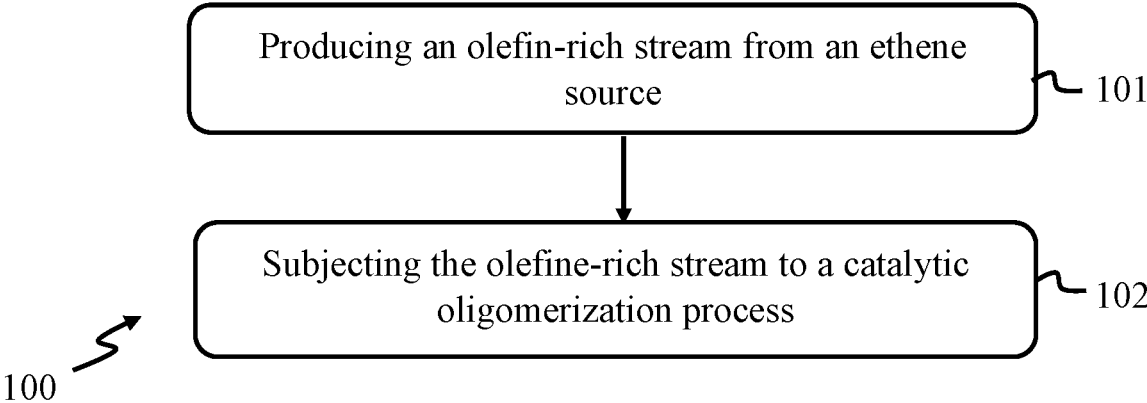 Producing an olefin-rich stream from an ethene
source
101
Subjecting the olefine-rich stream to a catalytic
oligomerization process
102
100